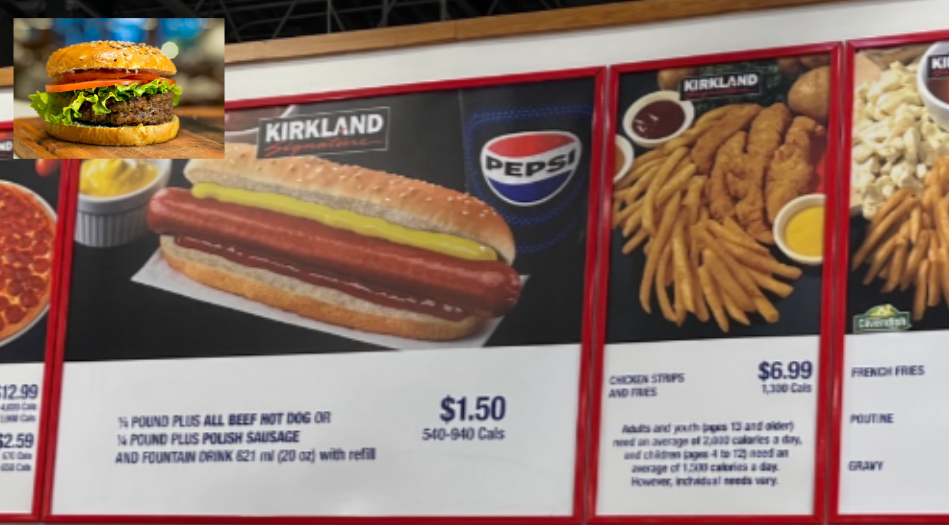 $12.99
$2.59
KIRKLAND
Signature
PEPSI
¼ POUND PLUS ALL BEEF HOT DOG OR
¼ POUND PLUS POLISH SAUSAGE
AND FOUNTAIN DRINK 621 ml (20 oz) with refill
$1.50
540-940 Cals
KIRKLAND
CHICKEN STRIPS
AND FRIES
$6.99
1,300 Cals
Adults and youth (ages 13 and older)
need an average of 2,000 calories a day,
and children (ages 4 to 12) need an
average of 1,500 calories a day.
However, individual needs vary.
Cavendish
FRENCH FRIES
POUTINE
GRAVY